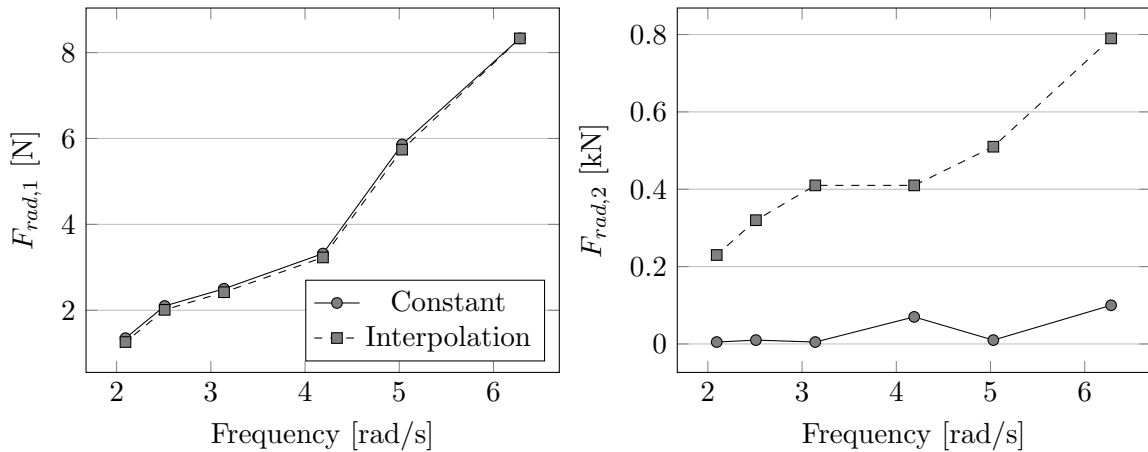 8
6
4
2
F_{rad,1} [N]
Constant
Interpolation
2 3 4 5 6
Frequency [rad/s]
0.8
0.6
0.4
0.2
0
F_{rad,2} [kN]
2 3 4 5 6
Frequency [rad/s]